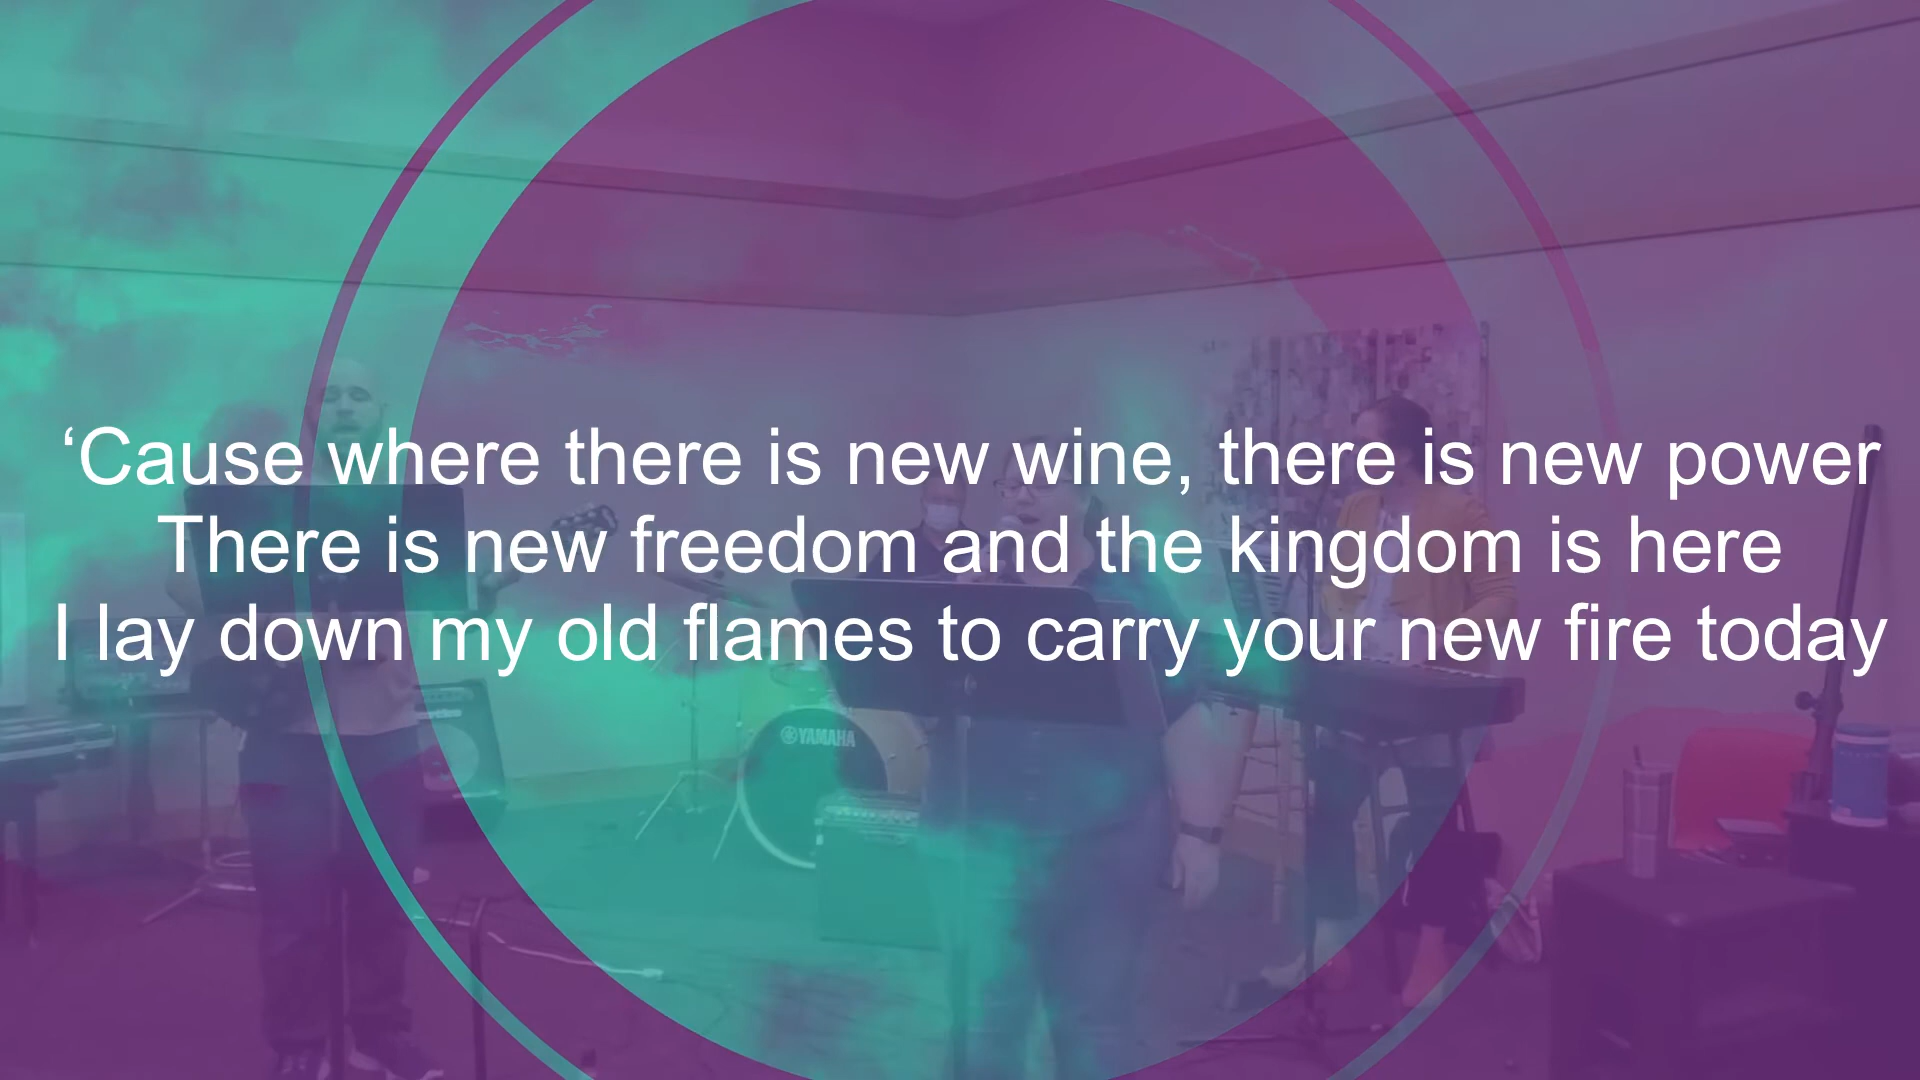 ‘Cause where there is new wine, there is new power
There is new freedom and the kingdom is here
I lay down my old flames to carry your new fire today
YAMAHA